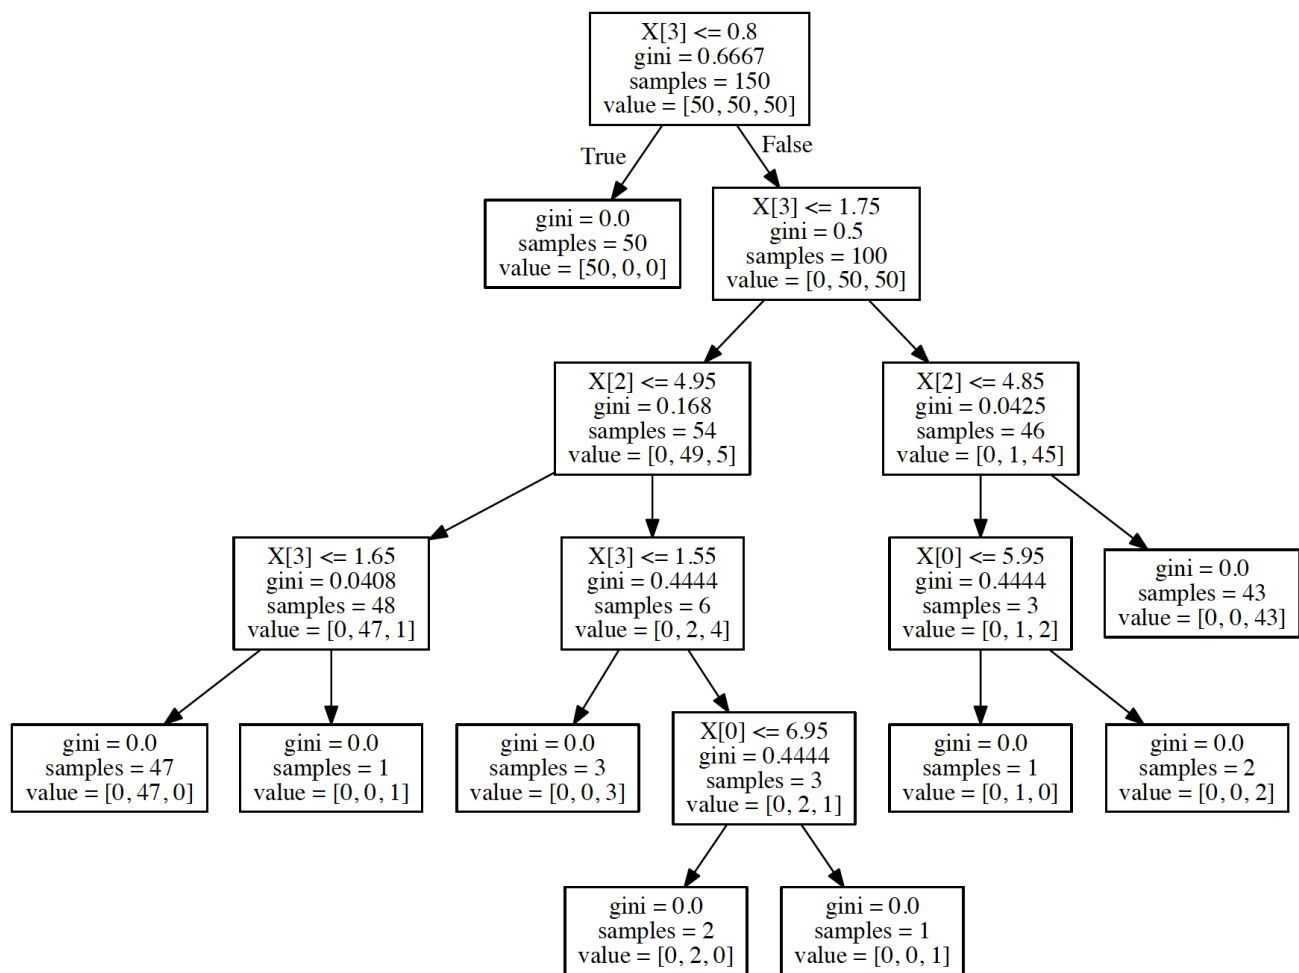 X[3] <= 0.8
gini = 0.6667
samples = 150
value = [50, 50, 50]
True
False
gini = 0.0
samples = 50
value = [50, 0, 0]
X[3] <= 1.75
gini = 0.5
samples = 100
value = [0, 50, 50]
X[2] <= 4.95
gini = 0.168
samples = 54
value = [0, 49, 5]
X[2] <= 4.85
gini = 0.0425
samples = 46
value = [0, 1, 45]
X[3] <= 1.65
gini = 0.0408
samples = 48
value = [0, 47, 1]
X[3] <= 1.55
gini = 0.4444
samples = 6
value = [0, 2, 4]
X[0] <= 5.95
gini = 0.4444
samples = 3
value = [0, 1, 2]
gini = 0.0
samples = 43
value = [0, 0, 43]
gini = 0.0
samples = 47
value = [0, 47, 0]
gini = 0.0
samples = 1
value = [0, 0, 1]
gini = 0.0
samples = 3
value = [0, 0, 3]
X[0] <= 6.95
gini = 0.4444
samples = 3
value = [0, 2, 1]
gini = 0.0
samples = 1
value = [0, 1, 0]
gini = 0.0
samples = 2
value = [0, 0, 2]
gini = 0.0
samples = 2
value = [0, 2, 0]
gini = 0.0
samples = 1
value = [0, 0, 1]